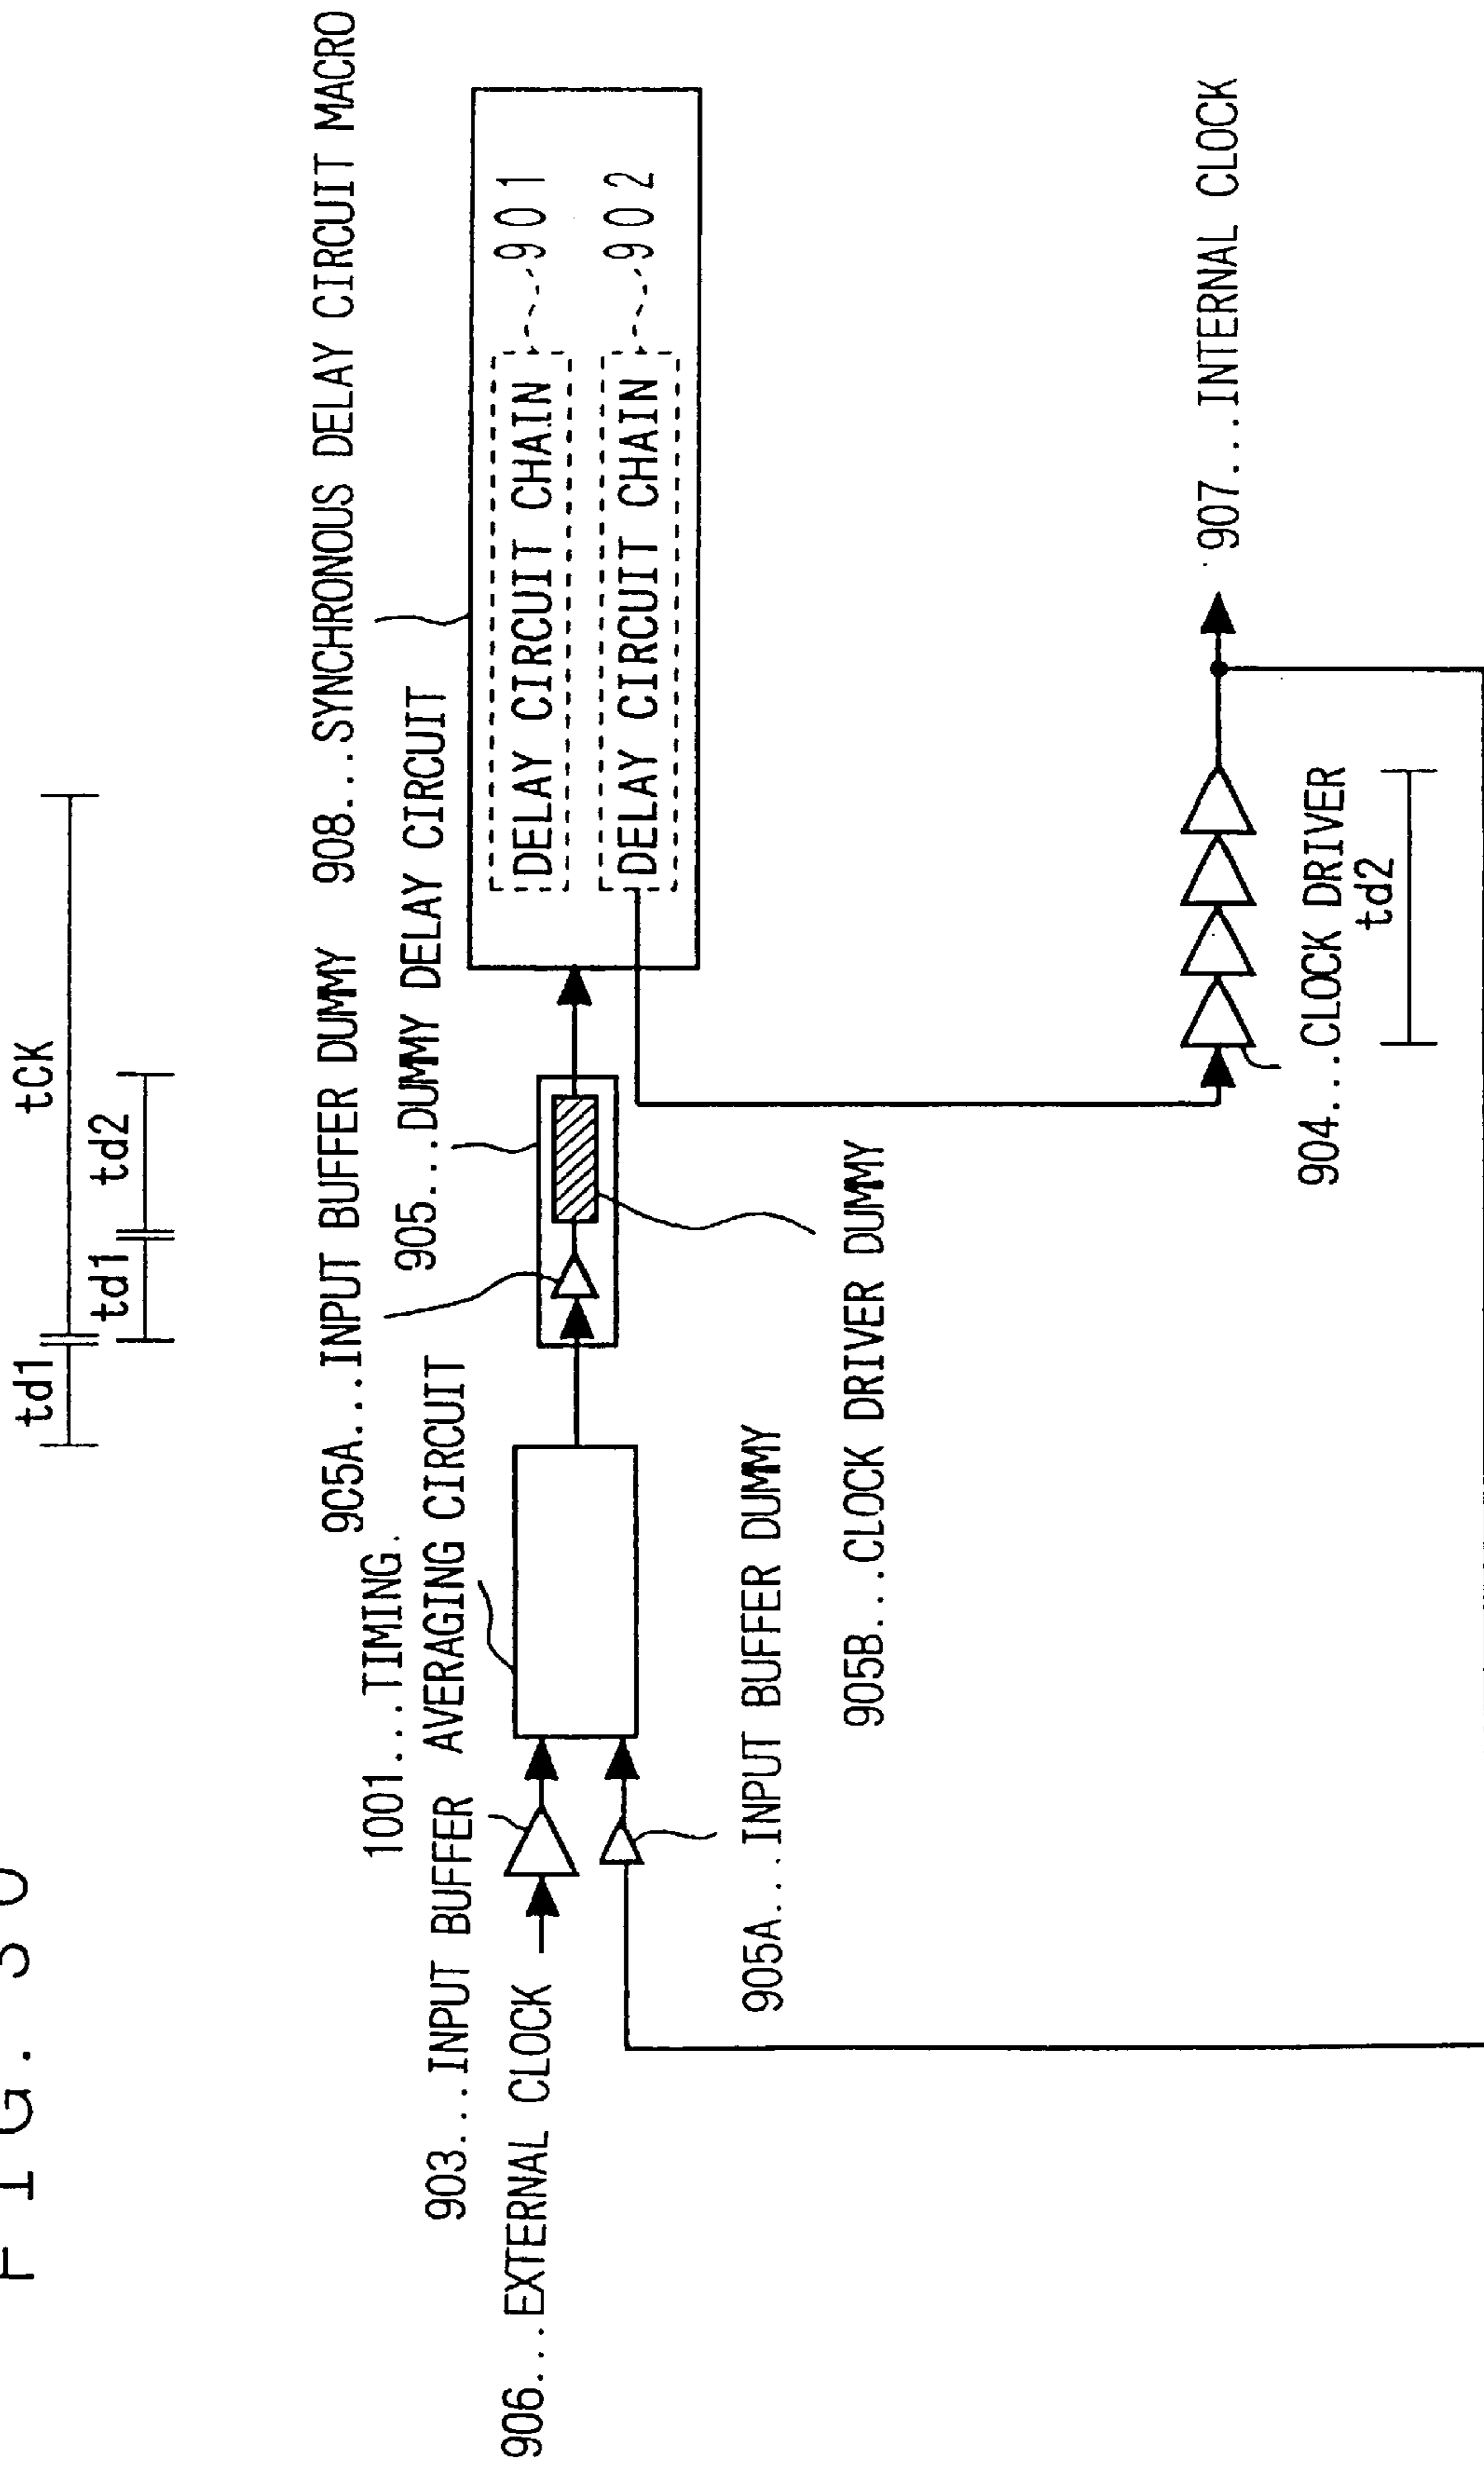 FIG. 30
td1
tCK
td1
td2
908...SYNCHRONOUS DELAY CIRCUIT MACRO
9C5A...INPUT BUFFER DUMMY
905...DUMMY DELAY CIRCUIT
1001...TIMING.
AVERAGING CIRCUIT
903...INPUT BUFFER
906...EXTERNAL CLOCK
DELAY CIRCUIT CHAIN
901
DELAY CIRCUIT CHAIN
902
905A...INPUT BUFFER DUMMY
905B...CLOCK DRIVER DUMMY
907...INTERNAL CLOCK
904...CLOCK DRIVER
td2